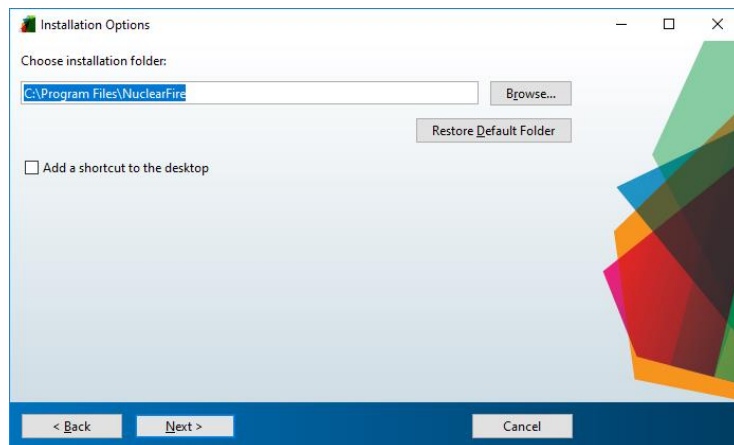 Installation Options
Choose installation folder:
C:\Program Files\NuclearFire
Browse...
Restore Default Folder
Add a shortcut to the desktop
< Back
Next >
Cancel